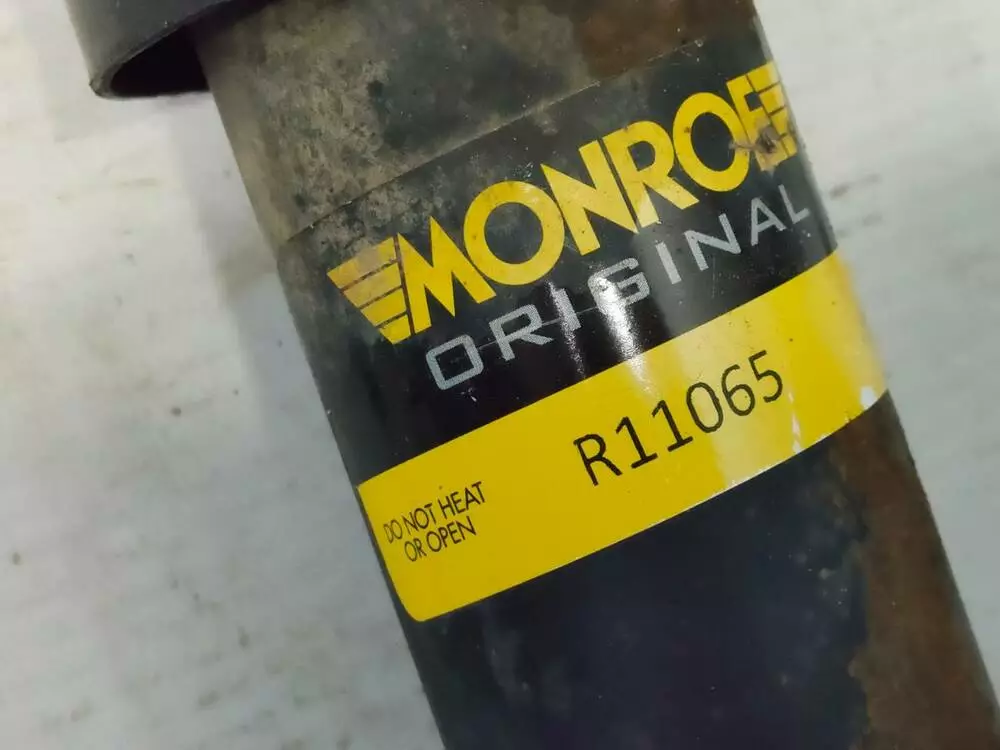 MONROE
ORIGINAL
R11065
DO NOT HEAT
OR OPEN